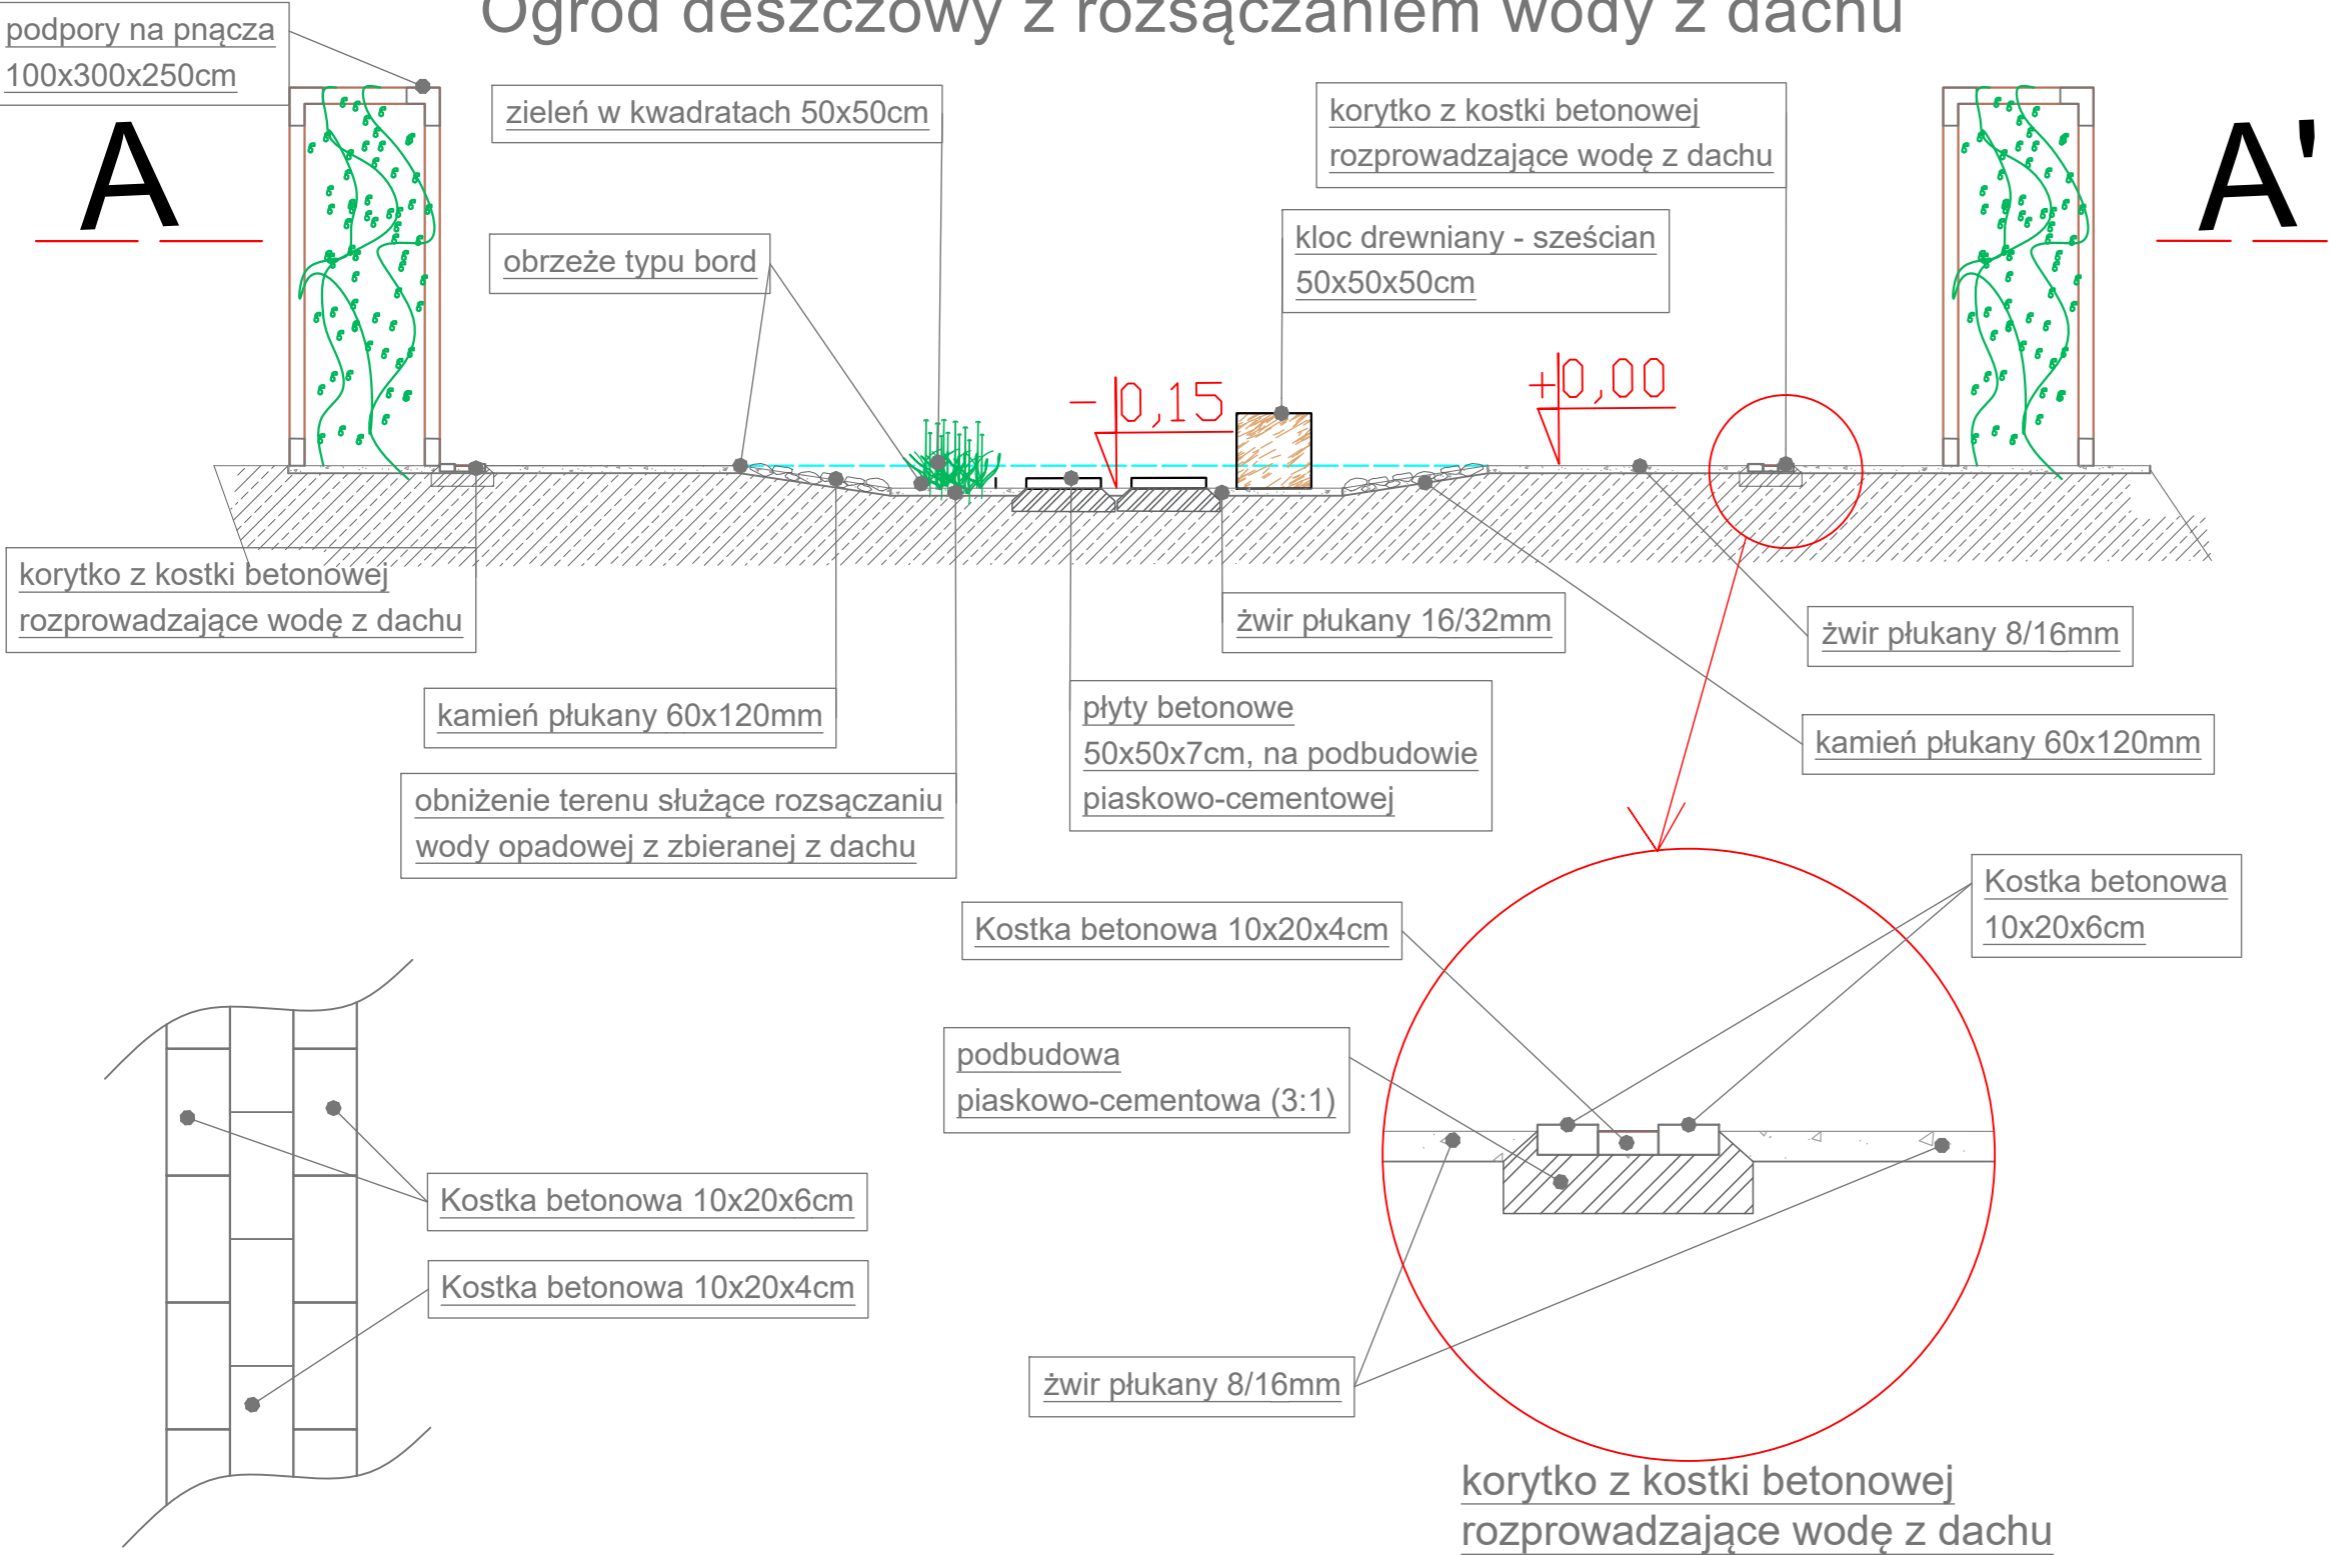 Ogród deszczowy z rozsączaniem wody z dachu
podpory na pnącza
100x300x250cm
A
zieleń w kwadratach 50x50cm
korytko z kostki betonowej
rozprowadzające wodę z dachu
A'
obrzeże typu bord
kloc drewniany - sześcian
50x50x50cm
-0,15
+0,00
korytko z kostki betonowej
rozprowadzające wodę z dachu
żwir płukany 16/32mm
żwir płukany 8/16mm
kamień płukany 60x120mm
płyty betonowe
50x50x7cm, na podbudowie
piaskowo-cementowej
kamień płukany 60x120mm
obniżenie terenu służące rozsączaniu
wody opadowej z zbieranej z dachu
Kostka betonowa 10x20x4cm
Kostka betonowa
10x20x6cm
podbudowa
piaskowo-cementowa (3:1)
Kostka betonowa 10x20x6cm
Kostka betonowa 10x20x4cm
żwir płukany 8/16mm
korytko z kostki betonowej
rozprowadzające wodę z dachu